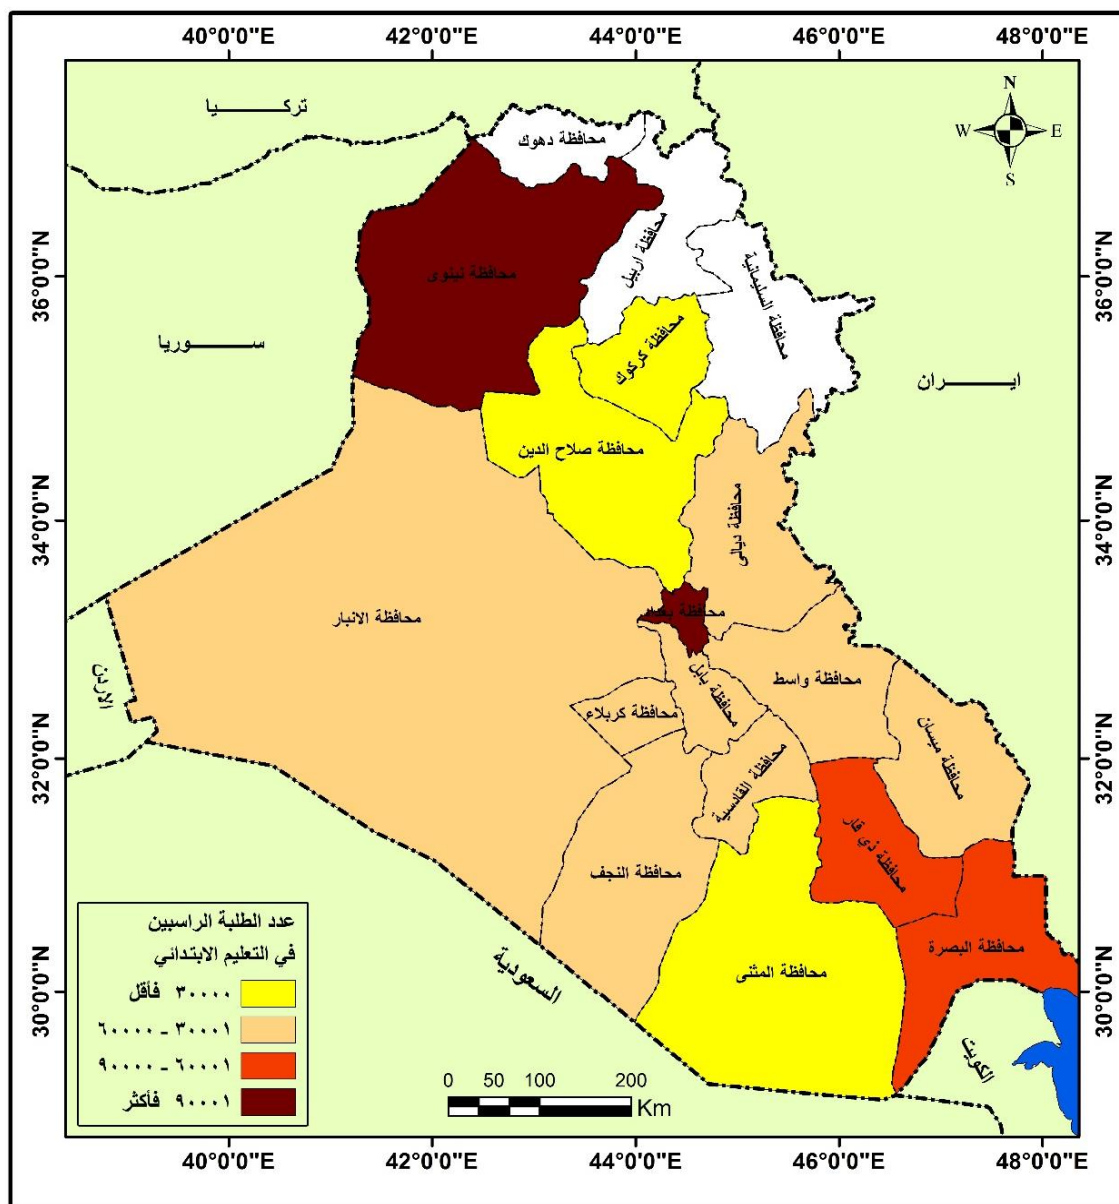 40°0'0"E
42°0'0"E
44°0'0"E
46°0'0"E
48°0'0"E
N
W
E
S
تركـــــيا
ســـــوريا
ايـــــران
الاردن
السعودية
الكويت
36°0'0"N
34°0'0"N
32°0'0"N
30°0'0"N
36°0'0"N
34°0'0"N
32°0'0"N
30°0'0"N
محافظة دهوك
محافظة نينوى
محافظة اربيل
محافظة السليمانية
محافظة كركوك
محافظة صلاح الدين
محافظة ديالى
محافظة الانبار
محافظة بغداد
محافظة واسط
محافظة بابل
محافظة كربلاء
محافظة ميسان
محافظة القادسية
محافظة ذي قار
محافظة النجف
محافظة البصرة
محافظة المثنى
عدد الطلبة الراسبين
في التعليم الابتدائي
٣٠٠٠٠ فأقل
٣٠٠٠١ - ٦٠٠٠٠
٦٠٠٠١ - ٩٠٠٠٠
٩٠٠٠١ فأكثر
0 50 100 200
Km
40°0'0"E
42°0'0"E
44°0'0"E
46°0'0"E
48°0'0"E